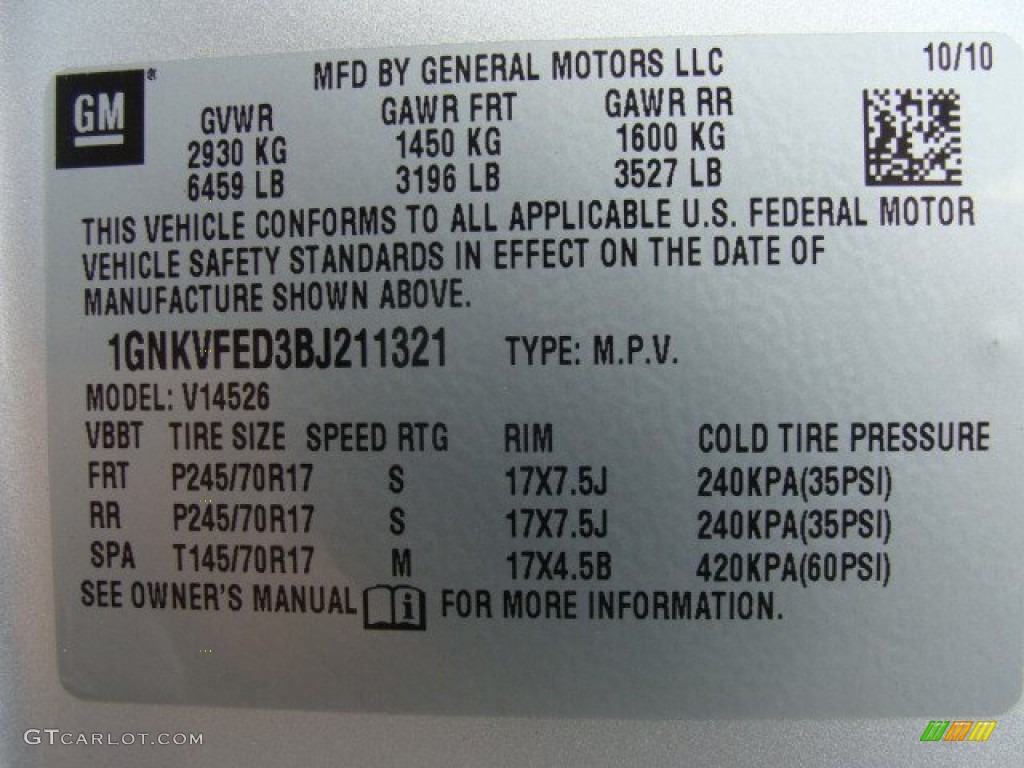 GM®
MFD BY GENERAL MOTORS LLC 10/10
GVWR GAWR FRT GAWR RR
2930 KG 1450 KG 1600 KG
6459 LB 3196 LB 3527 LB
THIS VEHICLE CONFORMS TO ALL APPLICABLE U.S. FEDERAL MOTOR
VEHICLE SAFETY STANDARDS IN EFFECT ON THE DATE OF
MANUFACTURE SHOWN ABOVE.
1GNKVFED3BJ211321 TYPE: M.P.V.
MODEL: V14526
VBBT TIRE SIZE SPEED RTG RIM COLD TIRE PRESSURE
FRT P245/70R17 S 17X7.5J 240KPA(35PSI)
RR P245/70R17 S 17X7.5J 240KPA(35PSI)
SPA T145/70R17 M 17X4.5B 420KPA(60PSI)
SEE OWNER'S MANUAL i FOR MORE INFORMATION.
GTCARLOT.COM